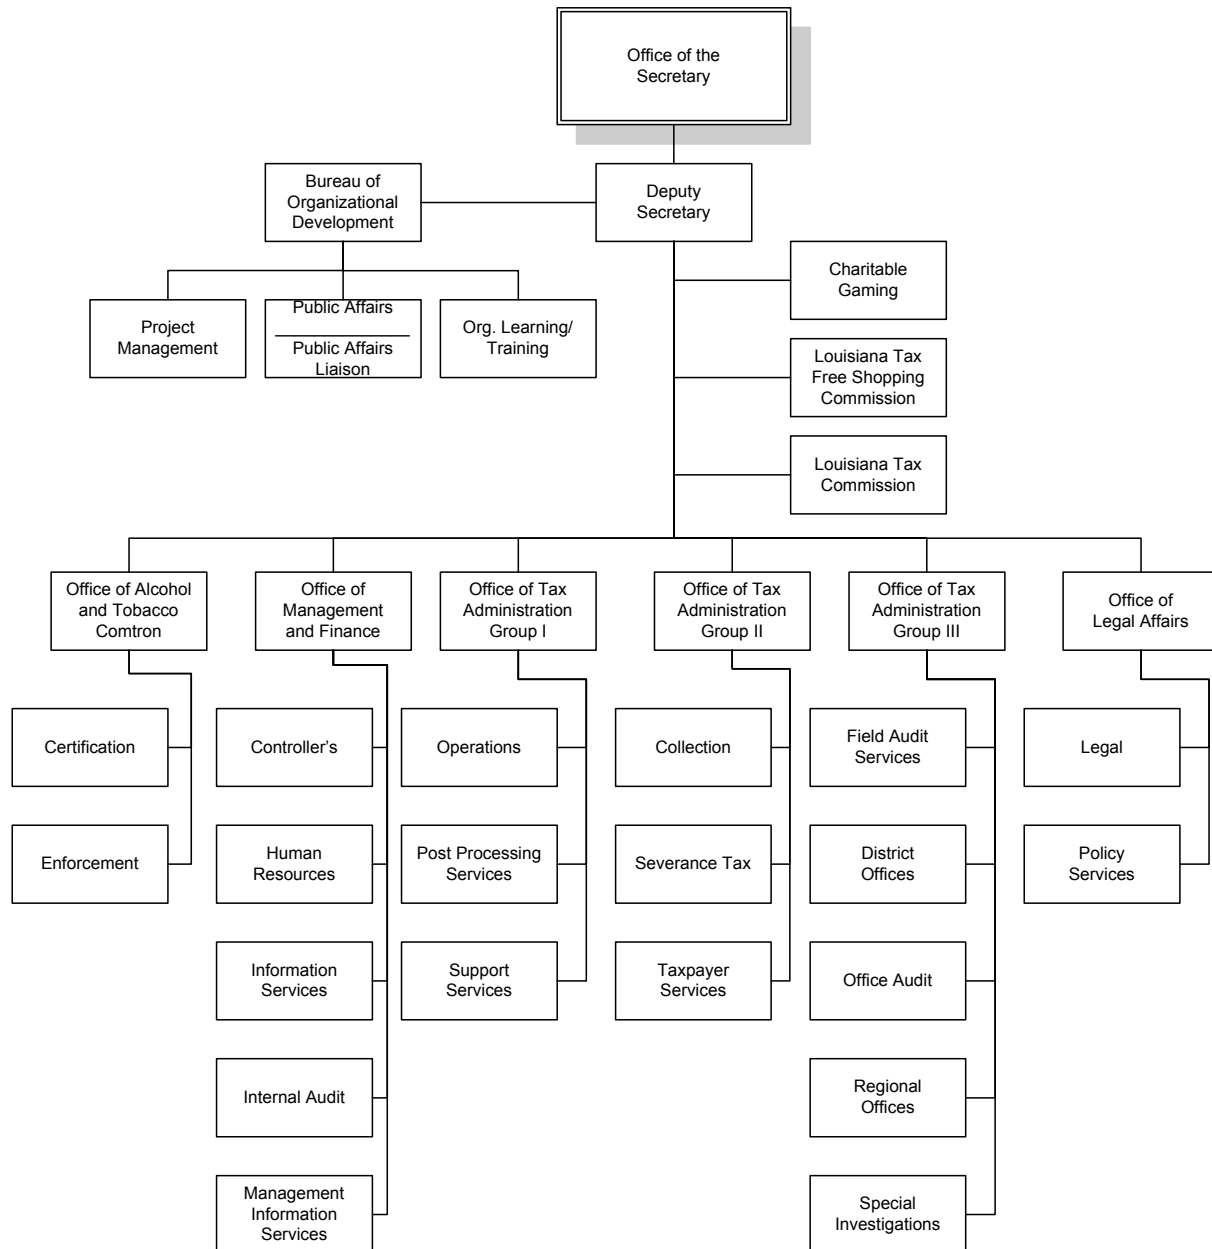 Office of the
Secretary
Bureau of
Organizational
Development
Deputy
Secretary
Charitable
Gaming
Project
Management
Public Affairs
Public Affairs
Liaison
Org. Learning/
Training
Louisiana Tax
Free Shopping
Commission
Louisiana Tax
Commission
Office of Alcohol
and Tobacco
Comtron
Office of
Management
and Finance
Office of Tax
Administration
Group I
Office of Tax
Administration
Group II
Office of Tax
Administration
Group III
Office of
Legal Affairs
Certification
Controller’s
Operations
Collection
Field Audit
Services
Legal
Enforcement
Human
Resources
Post Processing
Services
Severance Tax
District
Offices
Policy
Services
Information
Services
Support
Services
Taxpayer
Services
Office Audit
Internal Audit
Regional
Offices
Management
Information
Services
Special
Investigations